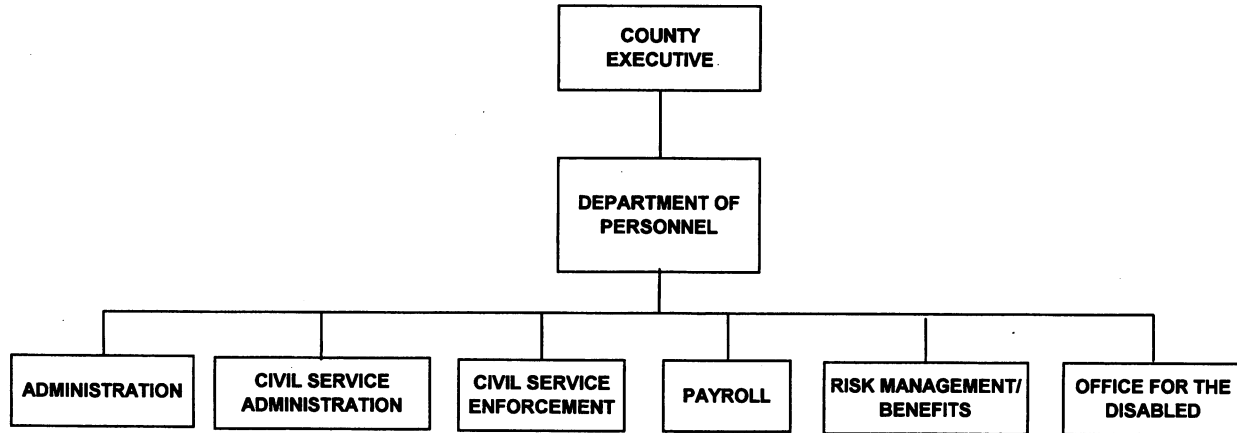 COUNTY
EXECUTIVE
DEPARTMENT OF
PERSONNEL
ADMINISTRATION
CIVIL SERVICE
ADMINISTRATION
CIVIL SERVICE
ENFORCEMENT
PAYROLL
RISK MANAGEMENT/
BENEFITS
OFFICE FOR THE
DISABLED